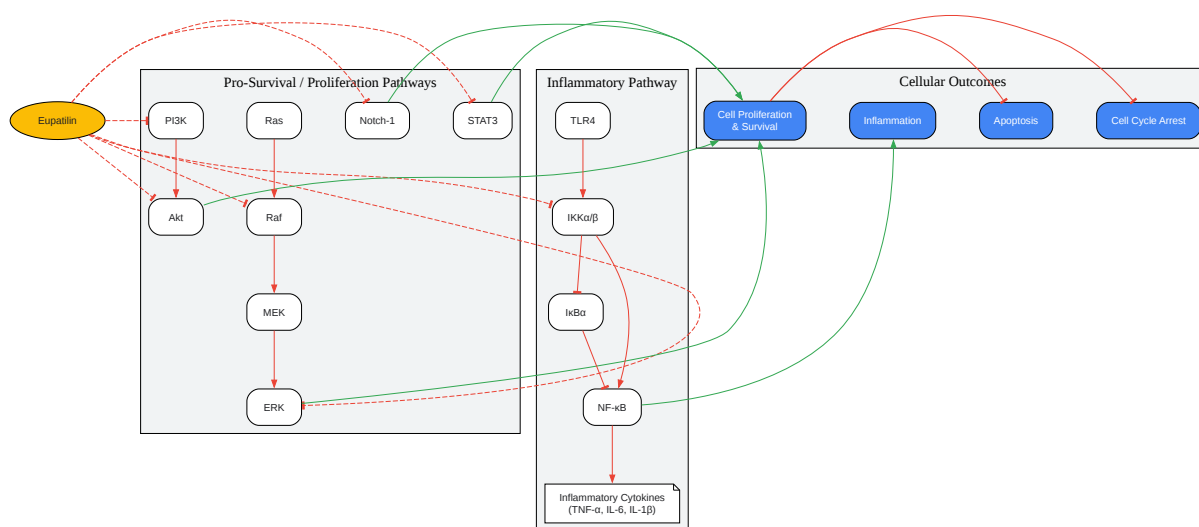 Pro-Survival / Proliferation Pathways
Inflammatory Pathway
Cellular Outcomes
Eupatilin
PI3K
Ras
Notch-1
STAT3
TLR4
Cell Proliferation
& Survival
Inflammation
Apoptosis
Cell Cycle Arrest
Akt
Raf
IKKα/β
MEK
IκBα
ERK
NF-κB
Inflammatory Cytokines
(TNF-α, IL-6, IL-1β)